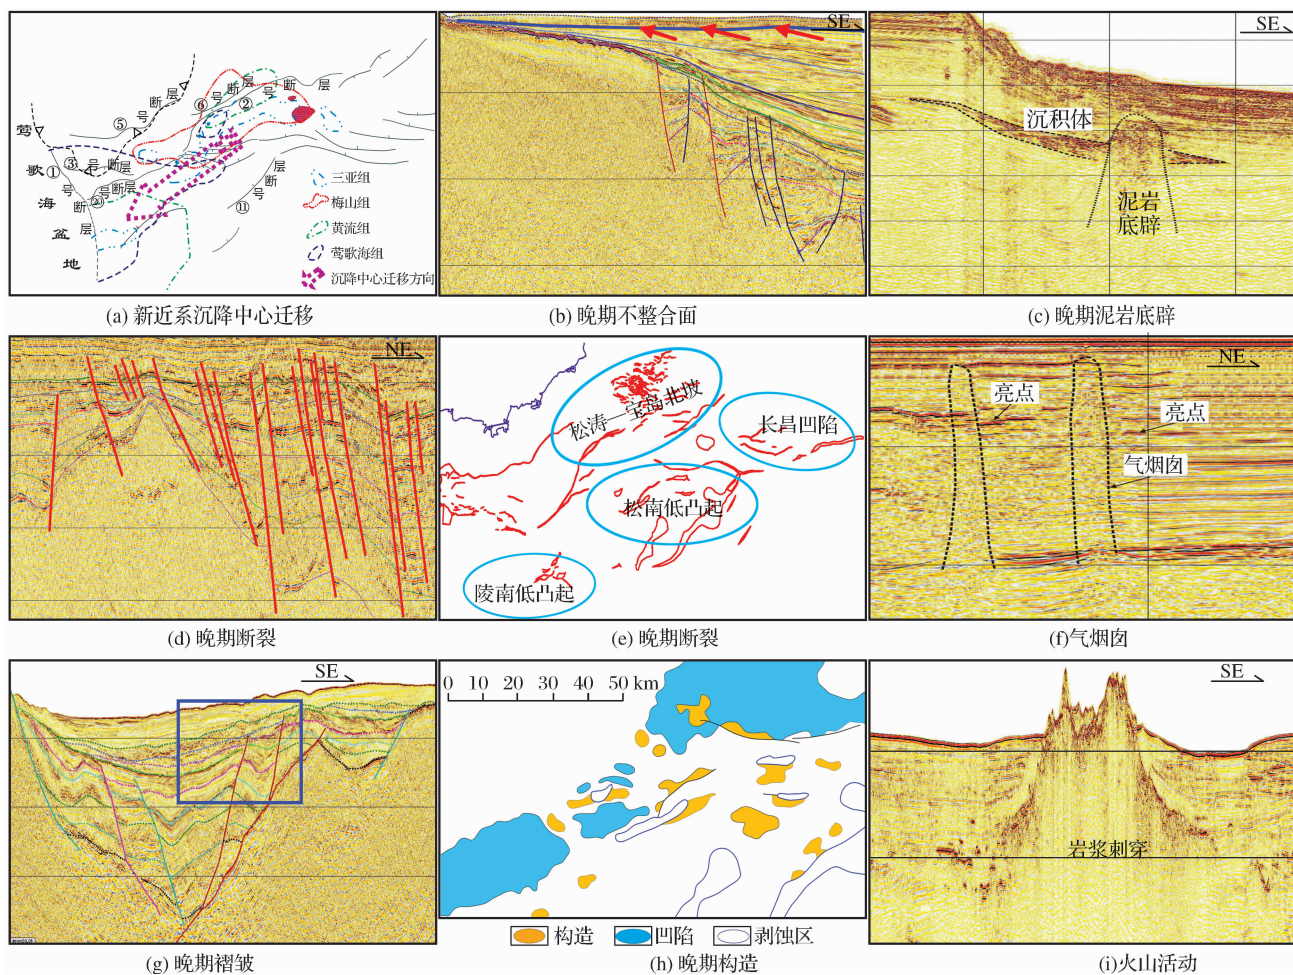 莺
歌
海
盆
地
⑤
号
断
层
⑥
号
断
层
②
号
断
层
①
号
断
层
③
号
断
层
⑳
号
断
层
⑪
号
断
层
三亚组
梅山组
黄流组
莺歌海组
沉降中心迁移方向
(a) 新近系沉降中心迁移
SE
(b) 晚期不整合面
SE
沉积体
泥岩
底辟
(c) 晚期泥岩底辟
NE
(d) 晚期断裂
松涛—宝岛北坡
长昌凹陷
松南低凸起
陵南低凸起
(e) 晚期断裂
NE
亮点
亮点
气烟囱
(f)气烟囱
SE
(g) 晚期褶皱
0 10 20 30 40 50 km
构造 凹陷 剥蚀区
(h) 晚期构造
SE
岩浆刺穿
(i)火山活动